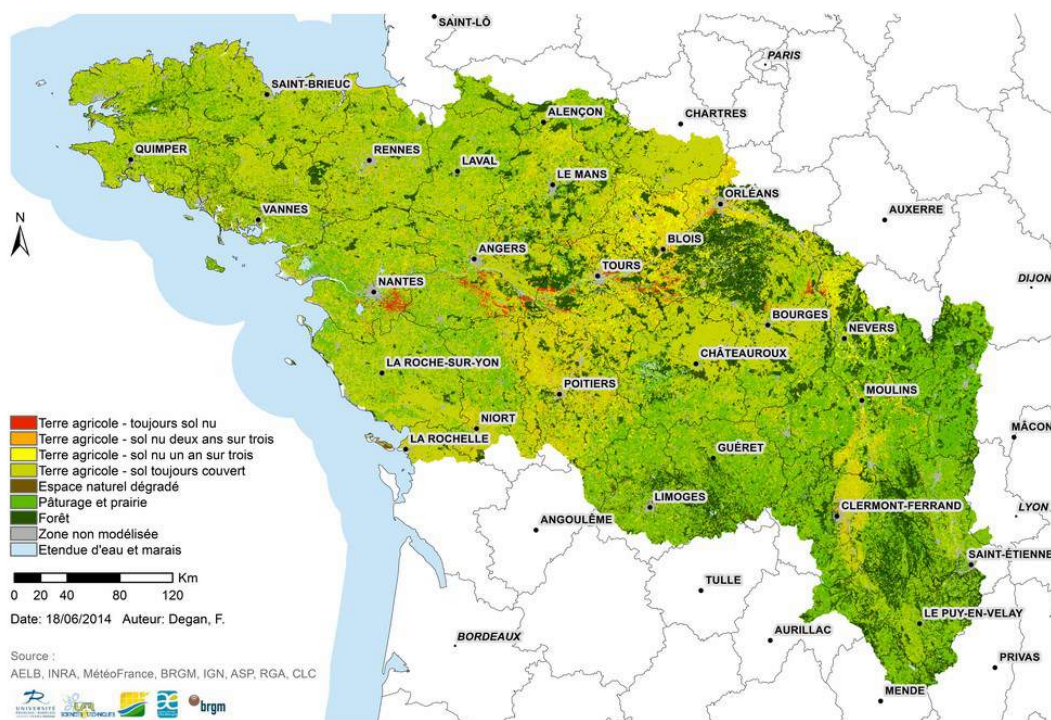 SAINT-LÔ
PARIS
SAINT-BRIEUC
ALENÇON
CHARTRES
QUIMPER
RENNES
LAVAL
LE MANS
ORLÉANS
N
VANNES
AUXERRE
BLOIS
ANGERS
TOURS
DIJON
NANTES
BOURGES
NEVERS
CHÂTEAUROUX
LA ROCHE-SUR-YON
POITIERS
MOULINS
NIORT
MÂCON
LA ROCHELLE
GUÉRET
LIMOGES
CLERMONT-FERRAND
LYON
ANGOULÊME
SAINT-ÉTIENNE
TULLE
LE PUY-EN-VELAY
BORDEAUX
AURILLAC
PRIVAS
MENDE
Terre agricole - toujours sol nu
Terre agricole - sol nu deux ans sur trois
Terre agricole - sol nu un an sur trois
Terre agricole - sol toujours couvert
Espace naturel dégradé
Pâturage et prairie
Forêt
Zone non modélisée
Etendue d'eau et marais
Km
0 20 40 80 120
Date: 18/06/2014 Auteur: Degan, F.
Source :
AELB, INRA, MétéoFrance, BRGM, IGN, ASP, RGA, CLC
UNIVERSITÉ
brgm